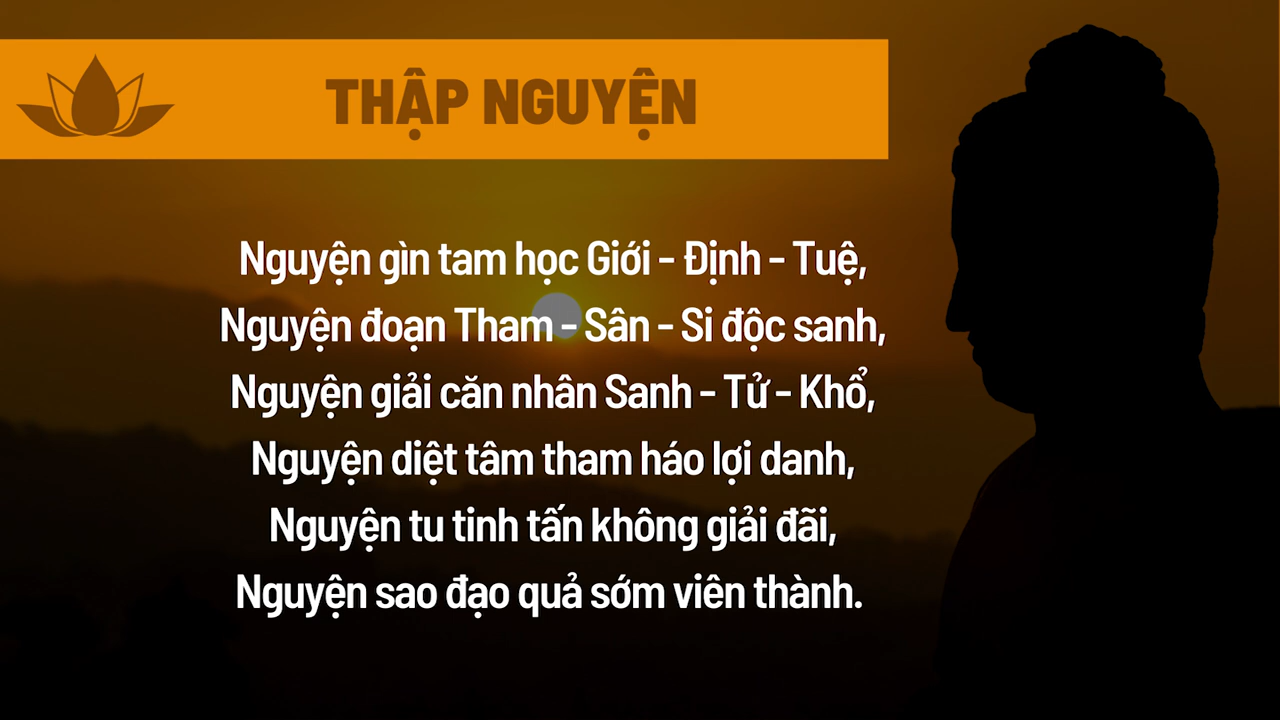 THẬP NGUYỆN
Nguyện gìn tam học Giới - Định - Tuệ,
Nguyện đoạn Tham - Sân - Si độc sanh,
Nguyện giải căn nhân Sanh - Tử - Khổ,
Nguyện diệt tâm tham háo lợi danh,
Nguyện tu tinh tấn không giải đãi,
Nguyện sao đạo quả sớm viên thành.